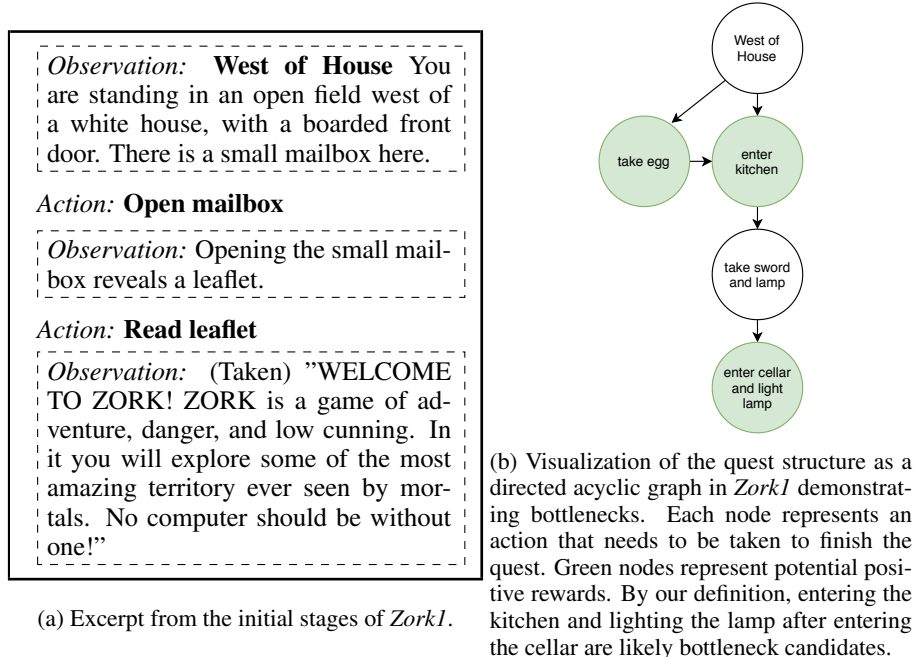 Observation: West of House You
are standing in an open field west of
a white house, with a boarded front
door. There is a small mailbox here.
Action: Open mailbox
Observation: Opening the small mail-
box reveals a leaflet.
Action: Read leaflet
Observation: (Taken) ”WELCOME
TO ZORK! ZORK is a game of ad-
venture, danger, and low cunning. In
it you will explore some of the most
amazing territory ever seen by mor-
tals. No computer should be without
one!”
(a) Excerpt from the initial stages of Zork1.
West of
House
take egg
enter
kitchen
take sword
and lamp
enter cellar
and light
lamp
(b) Visualization of the quest structure as a
directed acyclic graph in Zork1 demonstrat-
ing bottlenecks. Each node represents an
action that needs to be taken to finish the
quest. Green nodes represent potential posi-
tive rewards. By our definition, entering the
kitchen and lighting the lamp after entering
the cellar are likely bottleneck candidates.